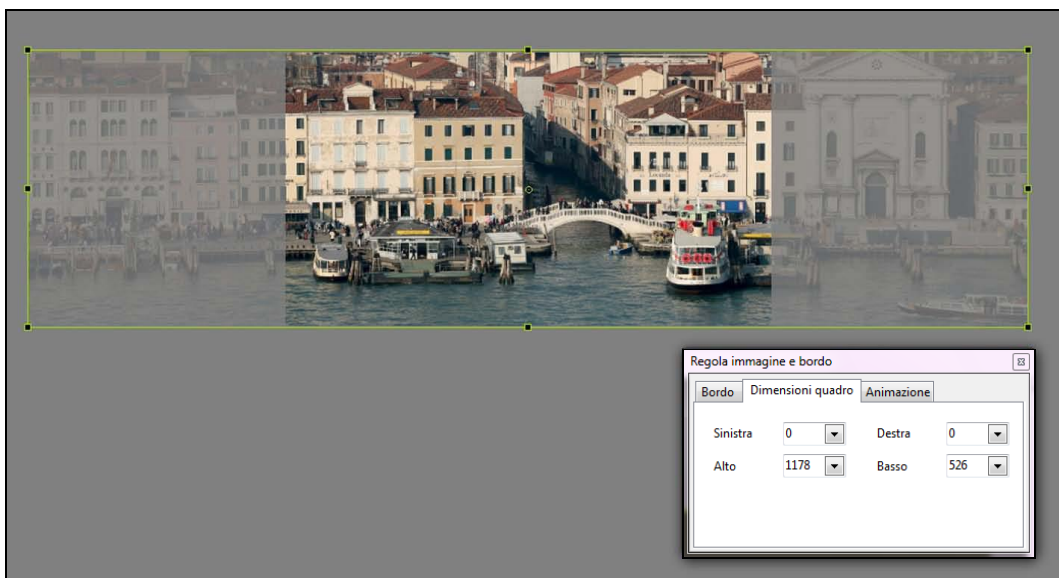 Regola immagine e bordo
Bordo Dimensioni quadro Animazione
Sinistra 0 Destra 0
Alto 1178 Basso 526